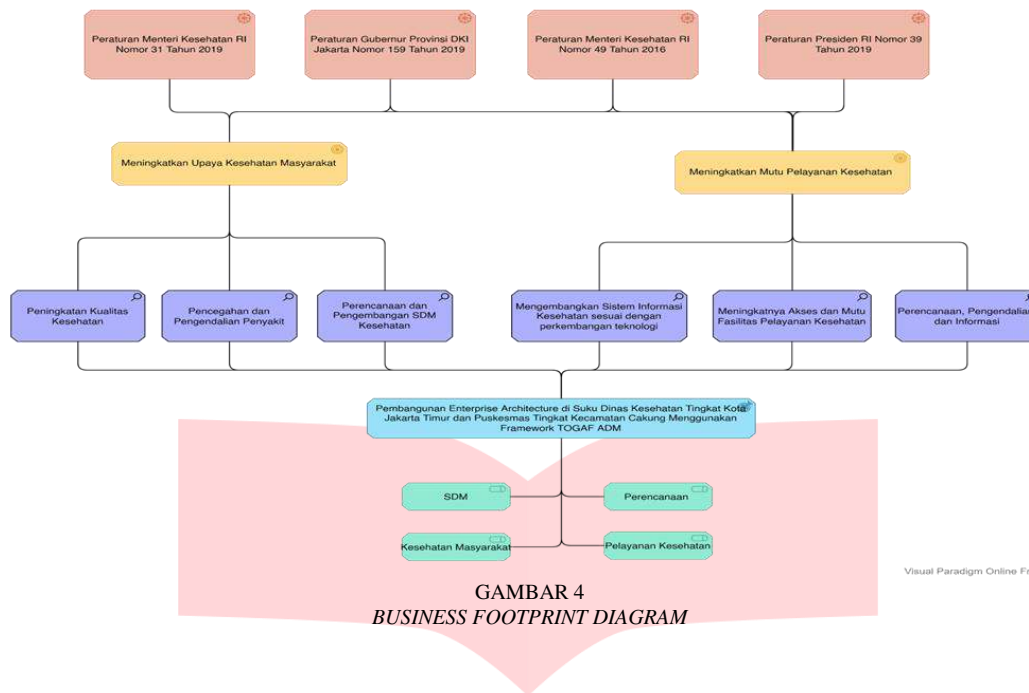 Peraturan Menteri Kesehatan RI
Nomor 31 Tahun 2019
Peraturan Gubernur Provinsi DKI
Jakarta Nomor 159 Tahun 2019
Peraturan Menteri Kesehatan RI
Nomor 49 Tahun 2016
Peraturan Presiden RI Nomor 39
Tahun 2019
Meningkatkan Upaya Kesehatan Masyarakat
Meningkatkan Mutu Pelayanan Kesehatan
Peningkatan Kualitas
Kesehatan
Pencegahan dan
Pengendalian Penyakit
Perencanaan dan
Pengembangan SDM
Kesehatan
Mengembangkan Sistem Informasi
Kesehatan sesuai dengan
perkembangan teknologi
Meningkatnya Akses dan Mutu
Fasilitas Pelayanan Kesehatan
Perencanaan, Pengendalia
dan Informasi
Pembangunan Enterprise Architecture di Suku Dinas Kesehatan Tingkat Kota
Jakarta Timur dan Puskesmas Tingkat Kecamatan Cakung Menggunakan
Framework TOGAF ADM
SDM
Perencanaan
Kesehatan Masyarakat
Pelayanan Kesehatan
Visual Paradigm Online Fr
GAMBAR 4
BUSINESS FOOTPRINT DIAGRAM